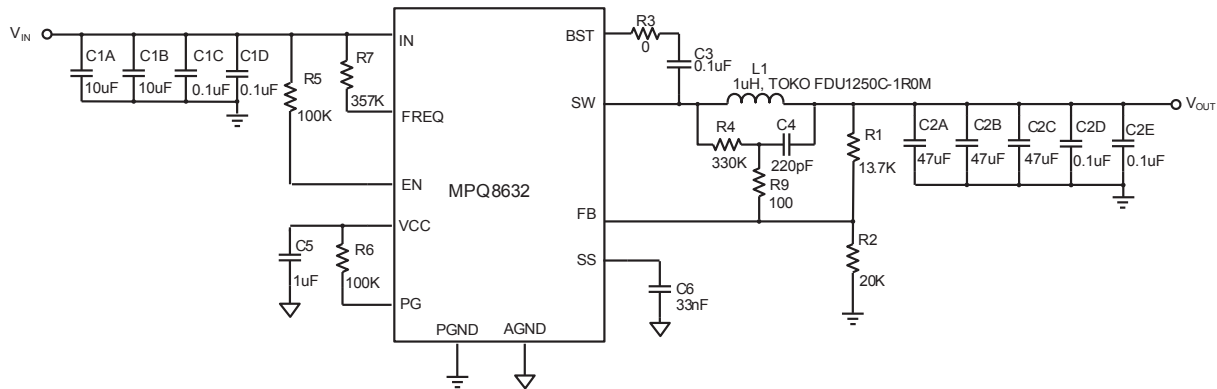 VIN
C1A
10uF
C1B
10uF
C1C
0.1uF
C1D
0.1uF
R5
100K
R7
357K
IN
FREQ
EN
VCC
PG
PGND
AGND
MPQ8632
BST
SW
FB
SS
C5
1uF
R6
100K
R3
0
C3
0.1uF
L1
1uH, TOKO FDU1250C-1R0M
R4
330K
C4
220pF
R9
100
R1
13.7K
R2
20K
C6
33nF
C2A
47uF
C2B
47uF
C2C
47uF
C2D
0.1uF
C2E
0.1uF
VOUT